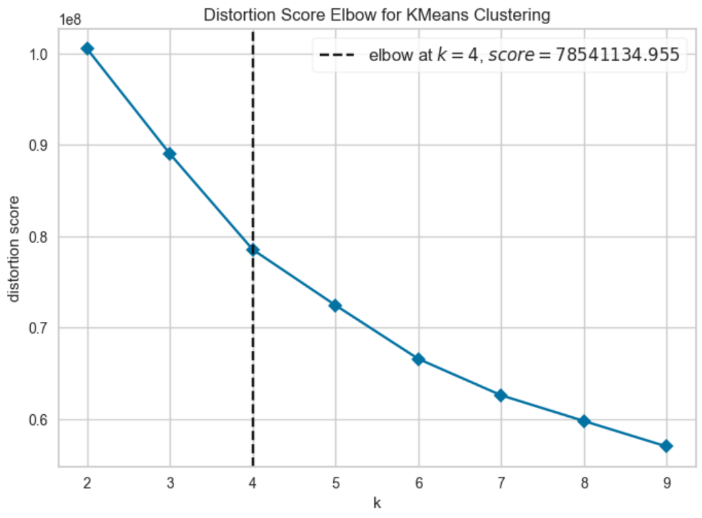 Distortion Score Elbow for KMeans Clustering
1e8
elbow at k = 4, score = 78541134.955
1.0
0.9
0.8
0.7
0.6
distortion score
2 3 4 5 6 7 8 9
k